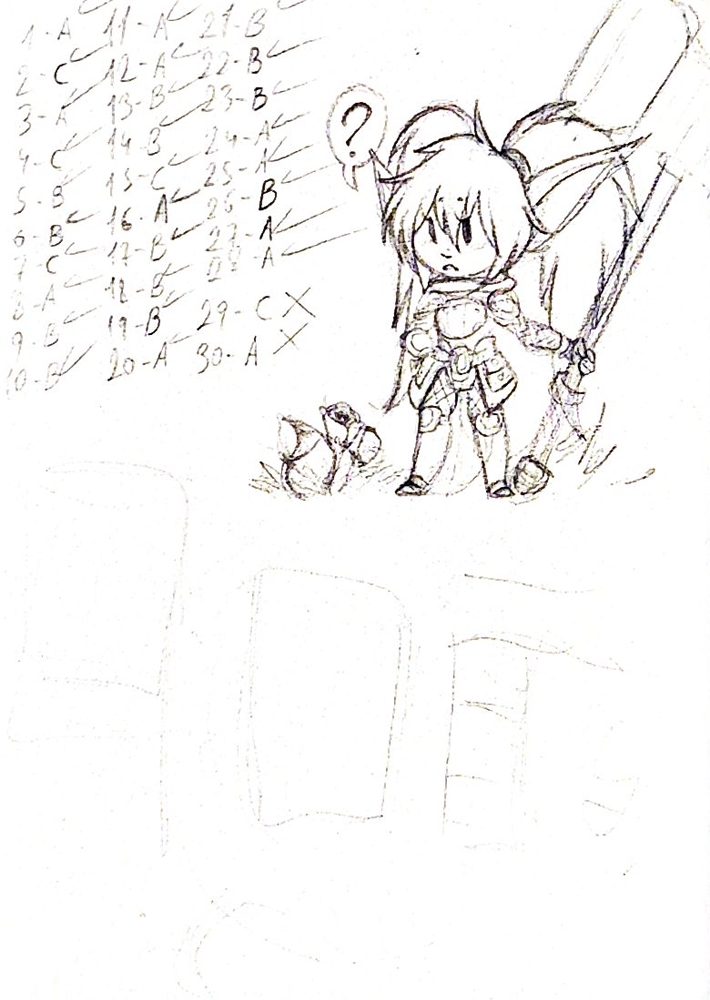 1-A ✓ 11-A ✓ 21-B ✓
2-C ✓ 12-A ✓ 22-B ✓
3-A ✓ 13-B ✓ 23-B ✓
4-C ✓ 14-B ✓ 24-A ✓
5-B ✓ 15-C ✓ 25-A ✓
6-B ✓ 16-A ✓ 26-B ✓
7-C ✓ 17-B ✓ 27-A ✓
8-A ✓ 18-B ✓ 28-A ✓
9-B ✓ 19-B ✓ 29-C X
10-B ✓ 20-A ✓ 30-A X
?